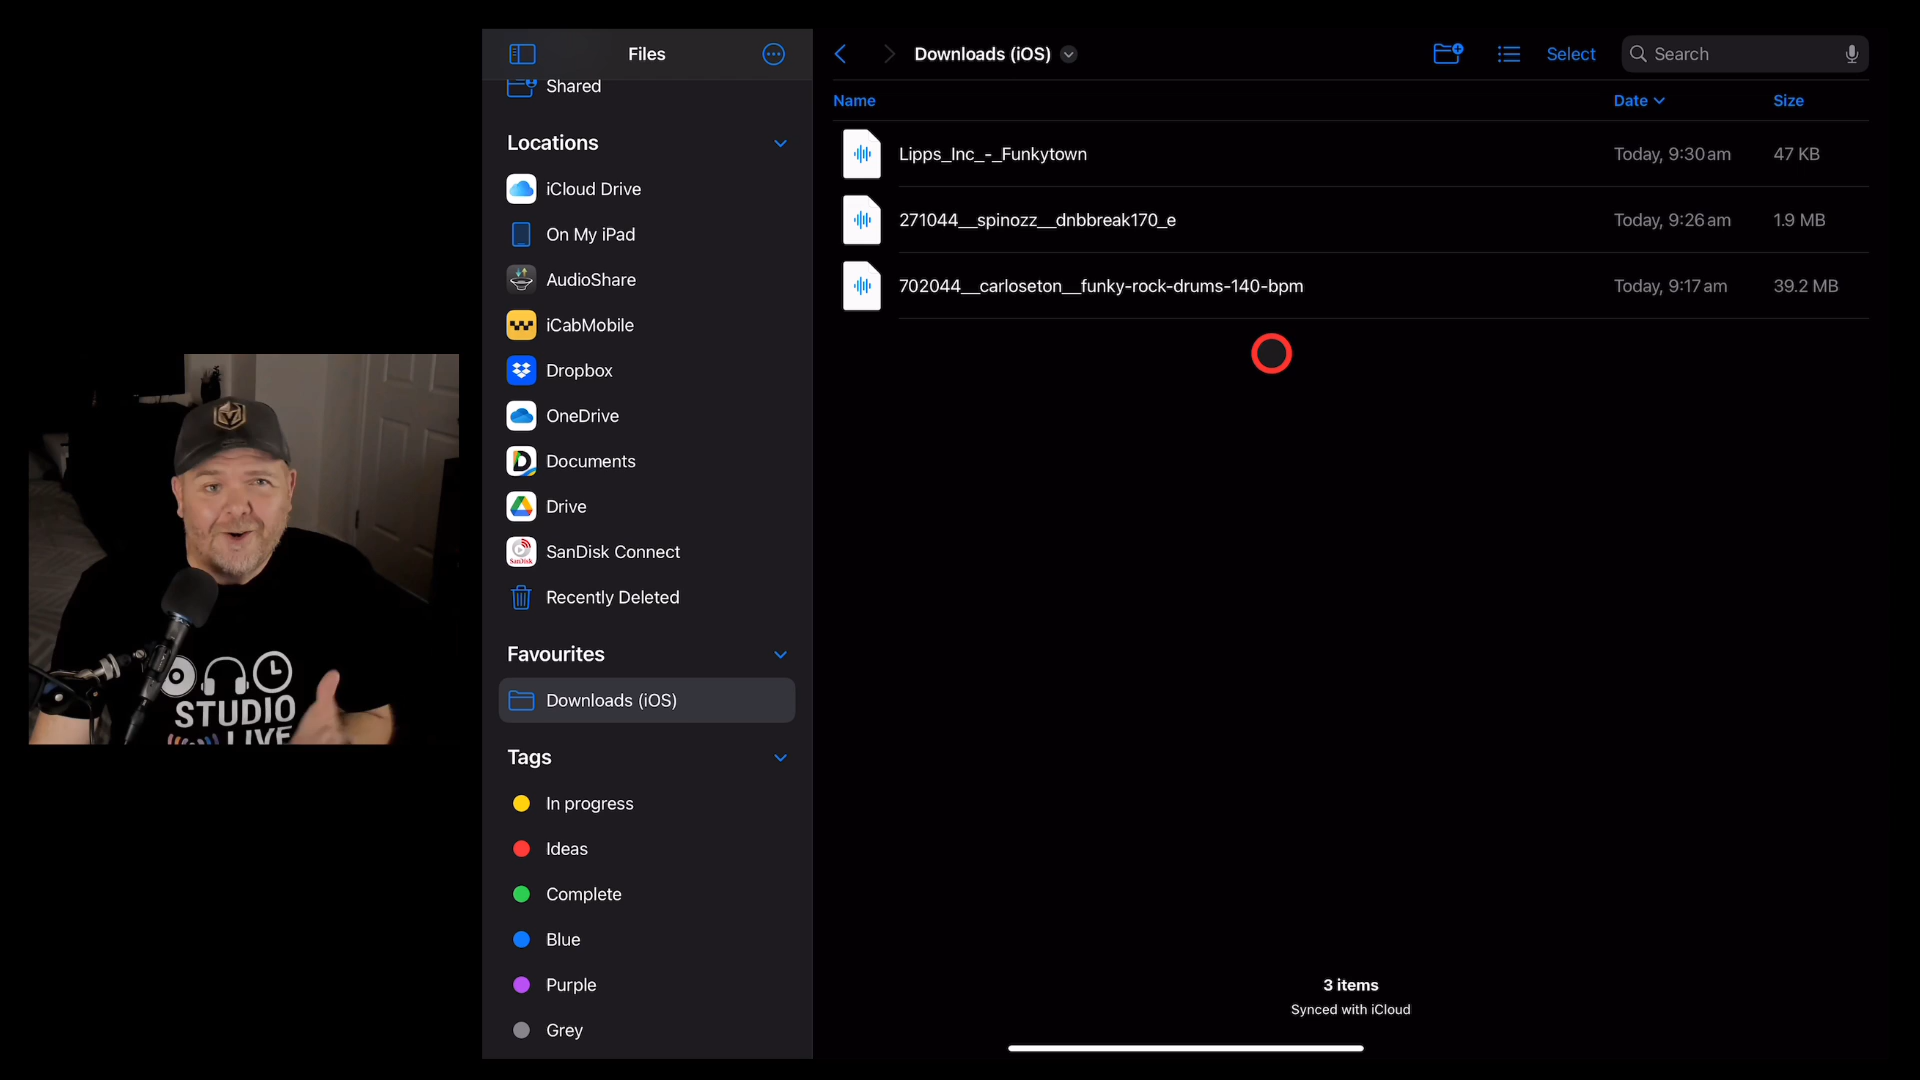 Files
Shared
Locations
iCloud Drive
On My iPad
AudioShare
iCabMobile
Dropbox
OneDrive
Documents
Drive
SanDisk Connect
Recently Deleted
Favourites
Downloads (iOS)
Tags
In progress
Ideas
Complete
Blue
Purple
Grey
Downloads (iOS)
Select
Search
Name Date Size
Lipps_Inc_-_Funkytown Today, 9:30 am 47 KB
271044__spinozz__dnbbreak170_e Today, 9:26 am 1.9 MB
702044__carloseton__funky-rock-drums-140-bpm Today, 9:17 am 39.2 MB
3 items
Synced with iCloud
STUDIO
LIVE